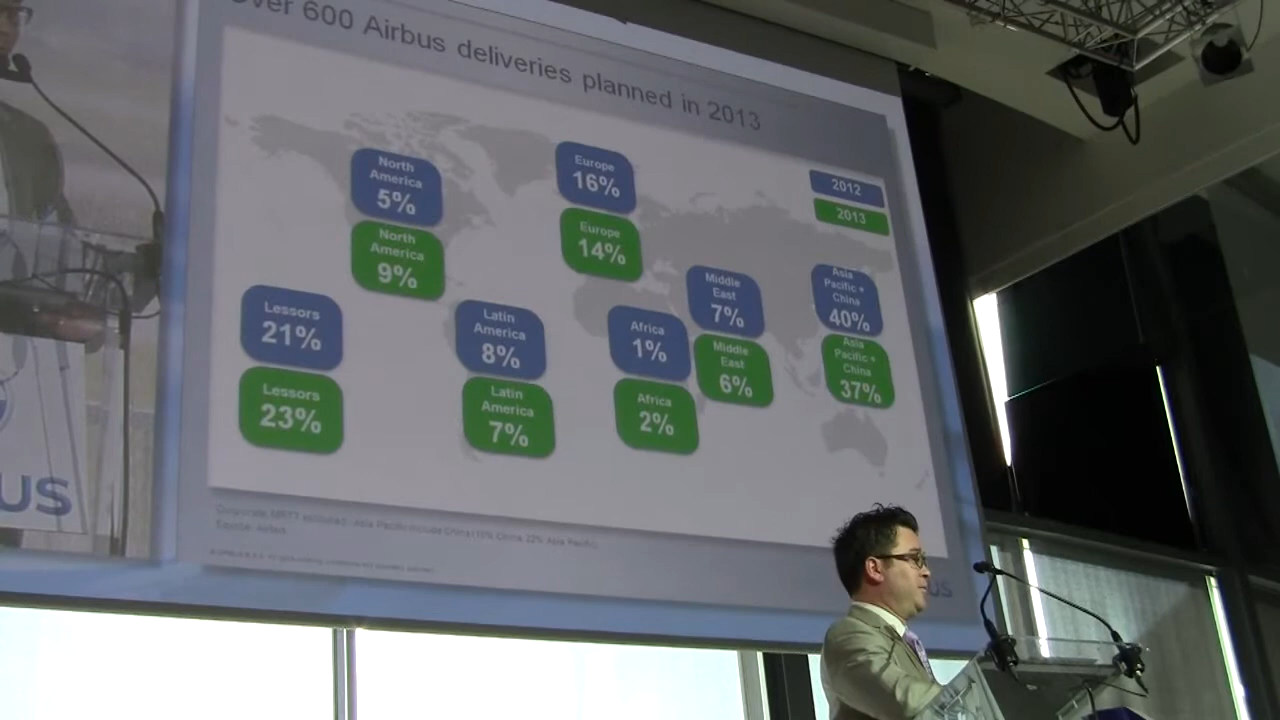 Over 600 Airbus deliveries planned in 2013
2012
2013
North
America
5%
North
America
9%
Europe
16%
Europe
14%
Lessors
21%
Lessors
23%
Latin
America
8%
Latin
America
7%
Africa
1%
Africa
2%
Middle
East
7%
Middle
East
6%
Asia
Pacific +
China
40%
Asia
Pacific +
China
37%
US
US